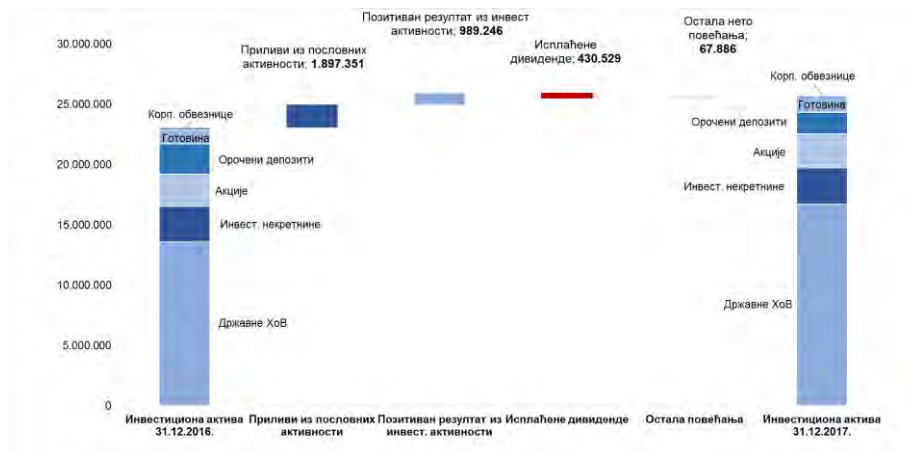 Позитиван резултат из инвест
активности; 989.246
Остала нето
повећања;
67.886
Приливи из пословних
активности; 1.897.351
Исплаћене
дивиденде; 430.529
30.000.000
25.000.000
20.000.000
15.000.000
10.000.000
5.000.000
0
Корп. обвезнице
Готовина
Орочени депозити
Акције
Инвест. некретнине
Државне ХоВ
Корп. обвезнице
Готовина
Орочени депозити
Акције
Инвест. некретнине
Државне ХоВ
Инвестициона актива
31.12.2016.
Приливи из пословних
активности
Позитиван резултат из
инвест. активности
Исплаћене дивиденде
Остала повећања
Инвестициона актива
31.12.2017.